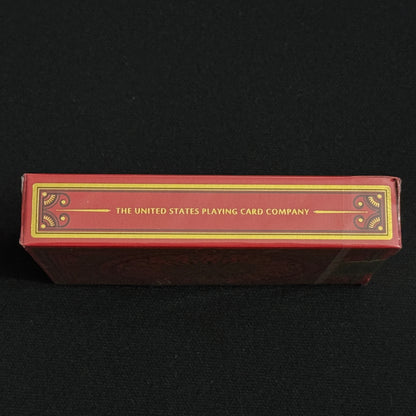 THE UNITED STATES PLAYING CARD COMPANY